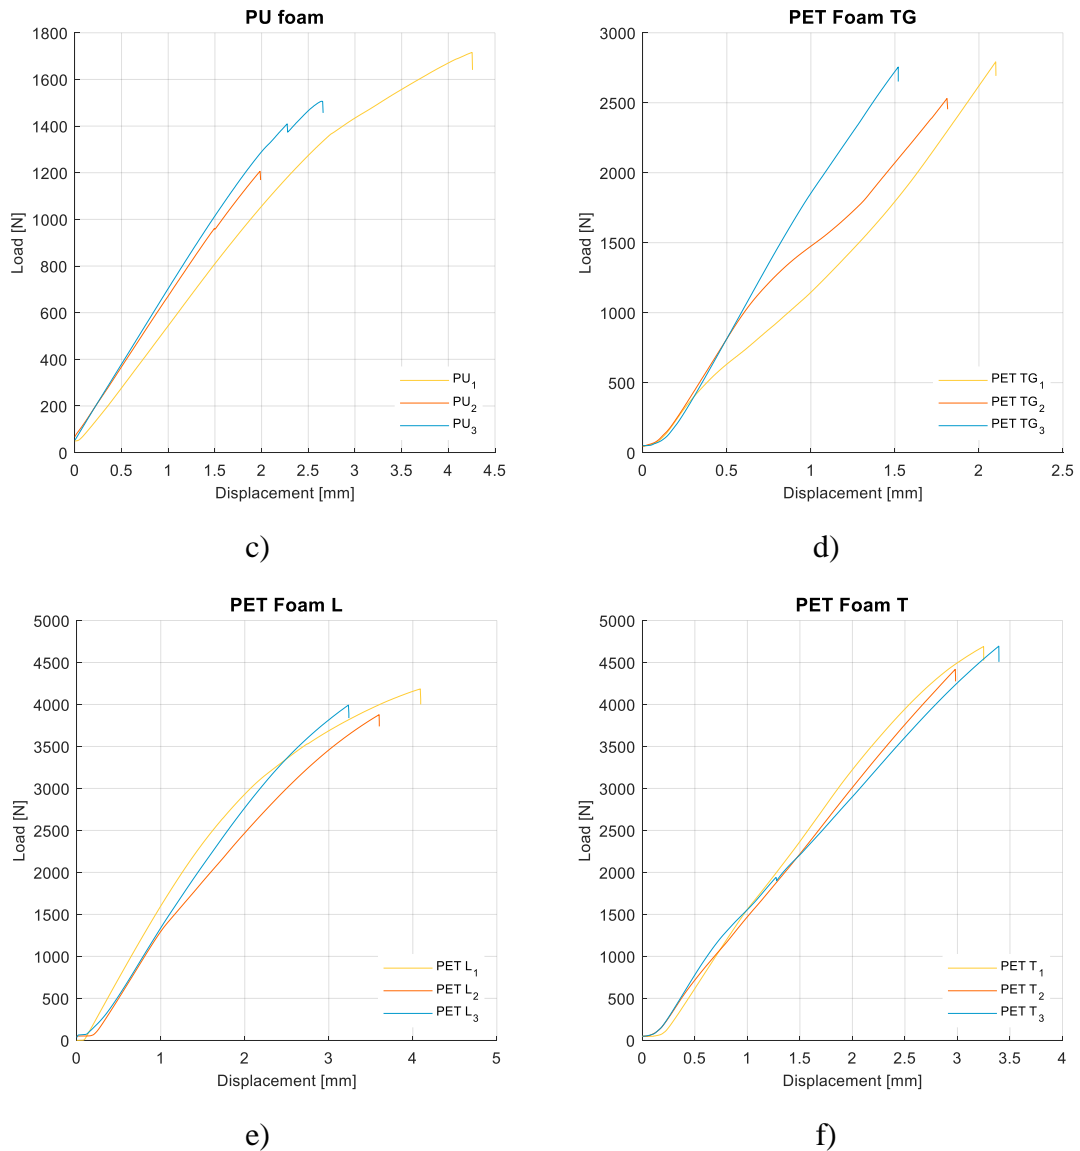 PU foam
1800
1600
1400
1200
1000
800
600
400
200
0
Load [N]
0 0.5 1 1.5 2 2.5 3 3.5 4 4.5
Displacement [mm]
PU1
PU2
PU3
c)
PET Foam TG
3000
2500
2000
1500
1000
500
0
Load [N]
0 0.5 1 1.5 2 2.5
Displacement [mm]
PET TG1
PET TG2
PET TG3
d)
PET Foam L
5000
4500
4000
3500
3000
2500
2000
1500
1000
500
0
Load [N]
0 1 2 3 4 5
Displacement [mm]
PET L1
PET L2
PET L3
e)
PET Foam T
5000
4500
4000
3500
3000
2500
2000
1500
1000
500
0
Load [N]
0 0.5 1 1.5 2 2.5 3 3.5 4
Displacement [mm]
PET T1
PET T2
PET T3
f)